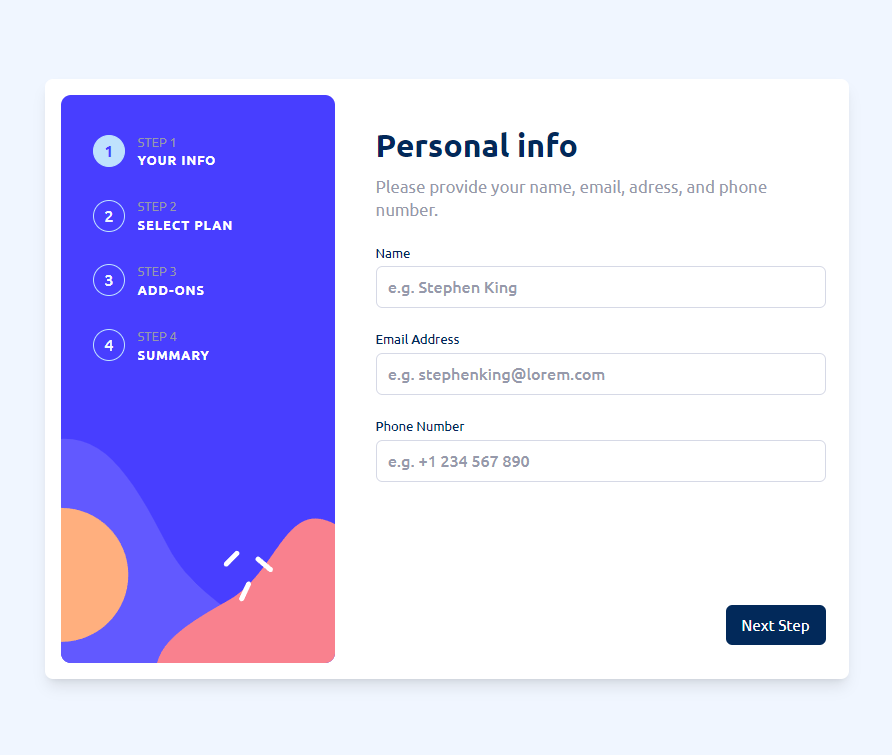 1
STEP 1
YOUR INFO
2
STEP 2
SELECT PLAN
3
STEP 3
ADD-ONS
4
STEP 4
SUMMARY
Personal info
Please provide your name, email, adress, and phone
number.
Name
e.g. Stephen King
Email Address
e.g. stephenking@lorem.com
Phone Number
e.g. +1 234 567 890
Next Step